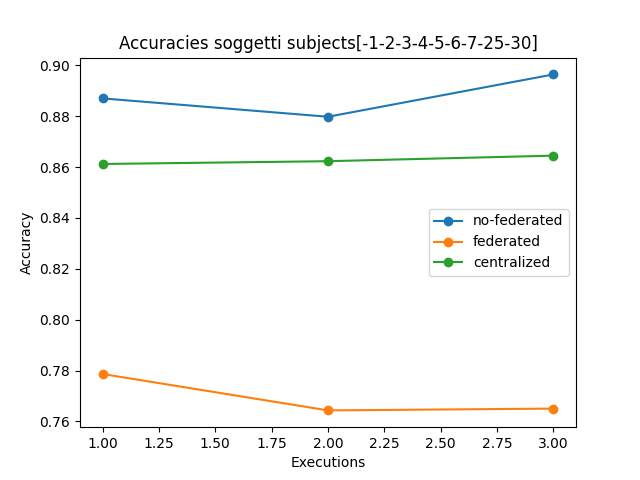 Accuracies soggetti subjects[-1-2-3-4-5-6-7-25-30]
0.90
0.88
0.86
0.84
0.82
0.80
0.78
0.76
Accuracy
no-federated
federated
centralized
1.00 1.25 1.50 1.75 2.00 2.25 2.50 2.75 3.00
Executions